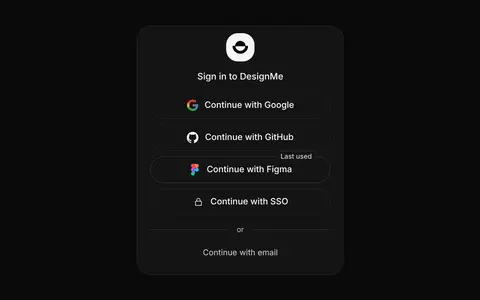 Sign in to DesignMe
Continue with Google
Continue with GitHub
Last used
Continue with Figma
Continue with SSO
or
Continue with email